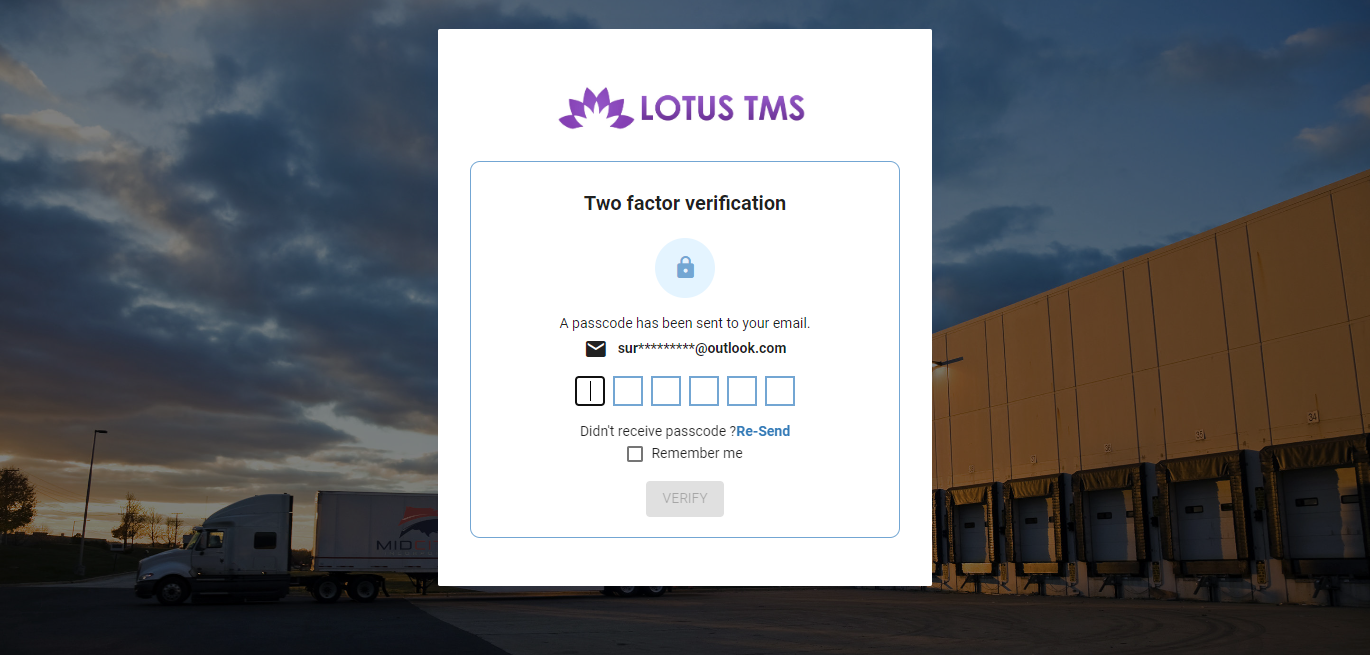 LOTUS TMS
Two factor verification
A passcode has been sent to your email.
sur*********@outlook.com
Didn't receive passcode ?Re-Send
Remember me
VERIFY
34